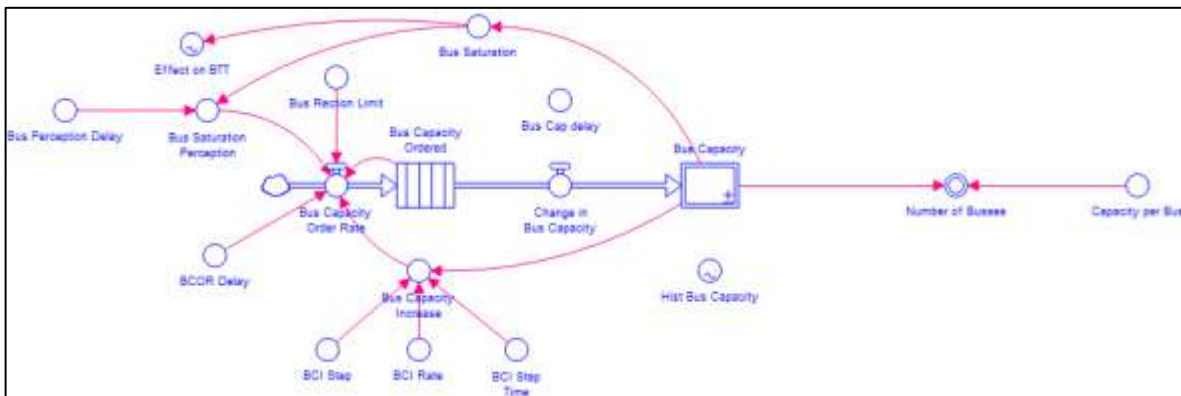 Bus Saturation
Effect on BTT
Bus Rection Limit
Bus Cap delay
Bus Perception Delay
Bus Saturation
Perception
Bus Capacity
Ordered
Bus Capacity
Bus Capacity
Order Rate
Change in
Bus Capacity
Number of Busses
Capacity per Bus
BCOR Delay
Hist Bus Capacity
Bus Capacity
Increase
BCI Step
BCI Rate
BCI Step
Time